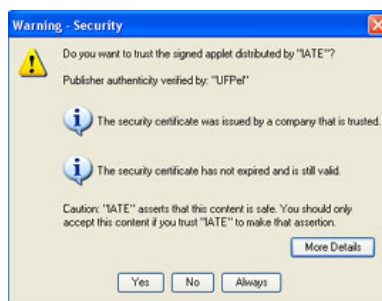 Warning - Security
Do you want to trust the signed applet distributed by "IATE"?
Publisher authenticity verified by: "UFPel"
The security certificate was issued by a company that is trusted.
The security certificate has not expired and is still valid.
Caution: "IATE" asserts that this content is safe. You should only
accept this content if you trust "IATE" to make that assertion.
More Details
Yes No Always